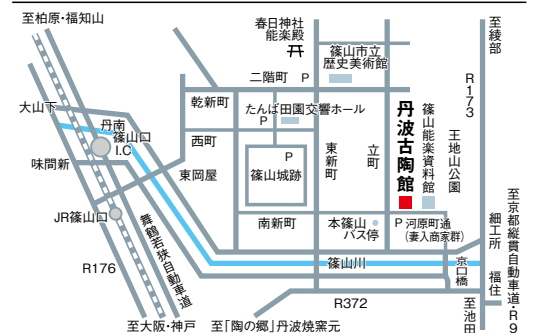 至柏原・福知山
春日神社
能楽殿
篠山市立
歴史美術館
至綾部
二階町 P
R173
大山下
乾新町
たんば田園交響ホール
P
丹南
篠山口
I.C
西町
味間新
東岡屋
P
篠山城跡
東新町
立町
丹波古陶館
篠山能楽資料館
王地山公園
JR篠山口
舞鶴若狭自動車道
南新町
本篠山
バス停
P 河原町通
(妻入商家群)
細工所
至京都縦貫自動車道・R9
篠山川
京口橋
福住
R176
R372
至池田
至大阪・神戸
至「陶の郷」丹波焼窯元